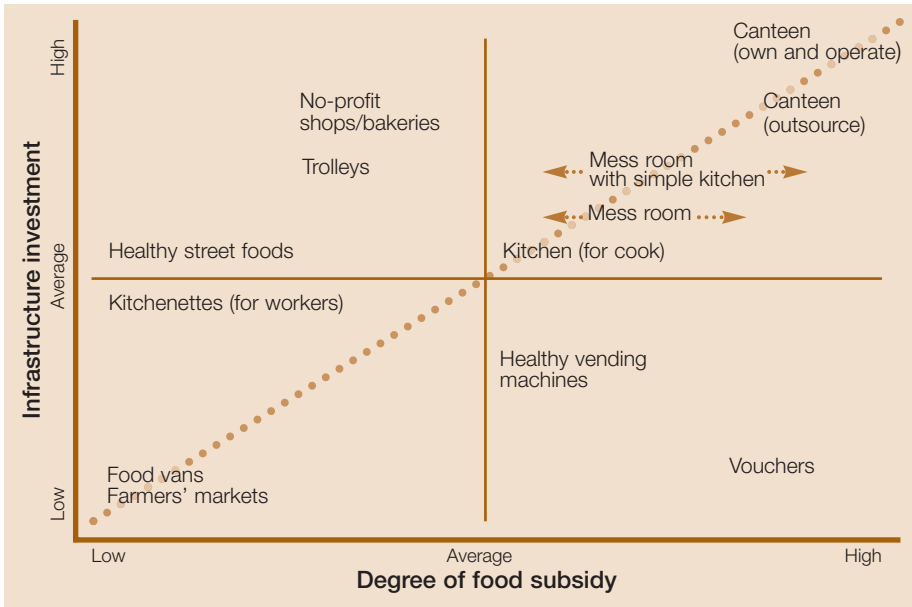 Canteen
(own and operate)
High
No-profit
shops/bakeries
Canteen
(outsource)
Trolleys
Mess room
with simple kitchen
Mess room
Infrastructure investment
Average
Healthy street foods
Kitchen (for cook)
Kitchenettes (for workers)
Healthy vending
machines
Vouchers
Food vans
Farmers’ markets
Low
Low
Average
High
Degree of food subsidy